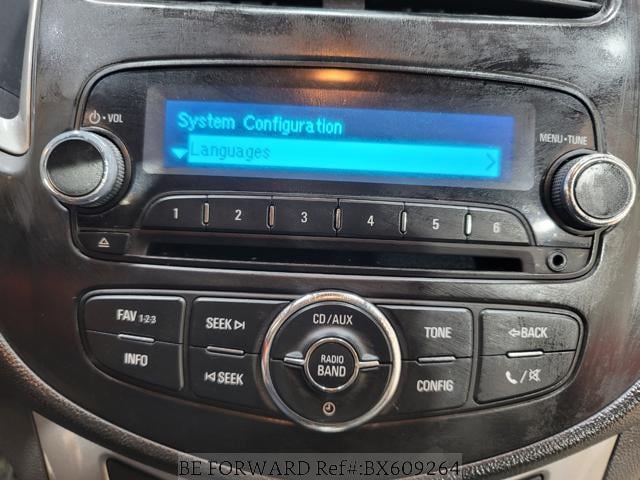 System Configuration
Languages
VOL
MENU • TUNE
1 2 3 4 5 6
FAV 1-2-3
INFO
SEEK
SEEK
CD/AUX
RADIO
BAND
TONE
CONFIG
BACK
BE FORWARD Ref#:BX609264